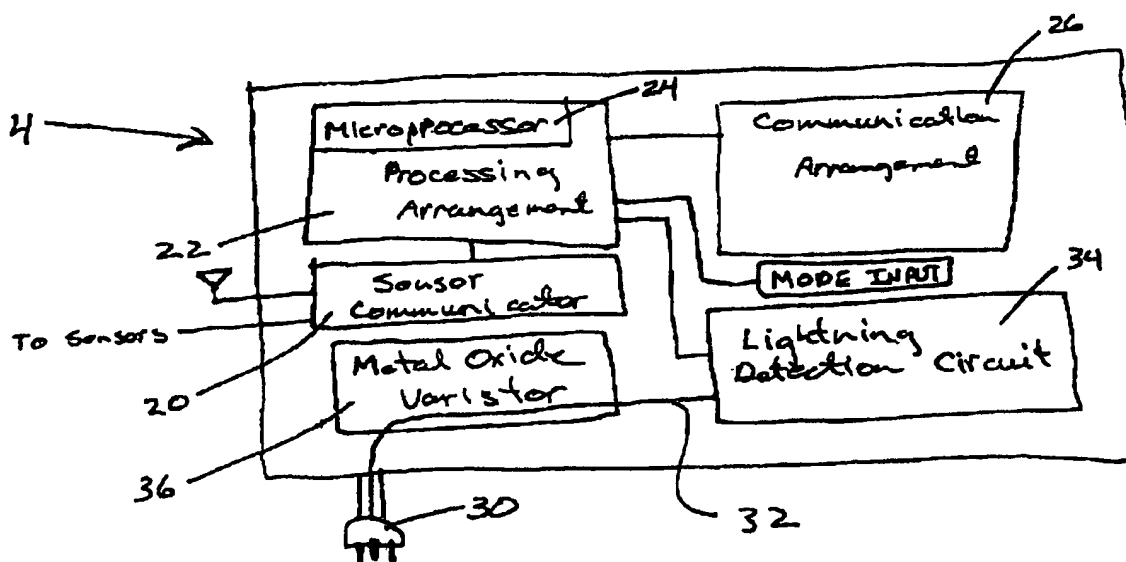 26
24
4
Microprocessor
Communication
Arrangement
Processing
Arrangement
22
MODE INPUT
34
Sensor
Communicator
To Sensors
Lightning
Detection Circuit
Metal Oxide
Varistor
20
36
30
32